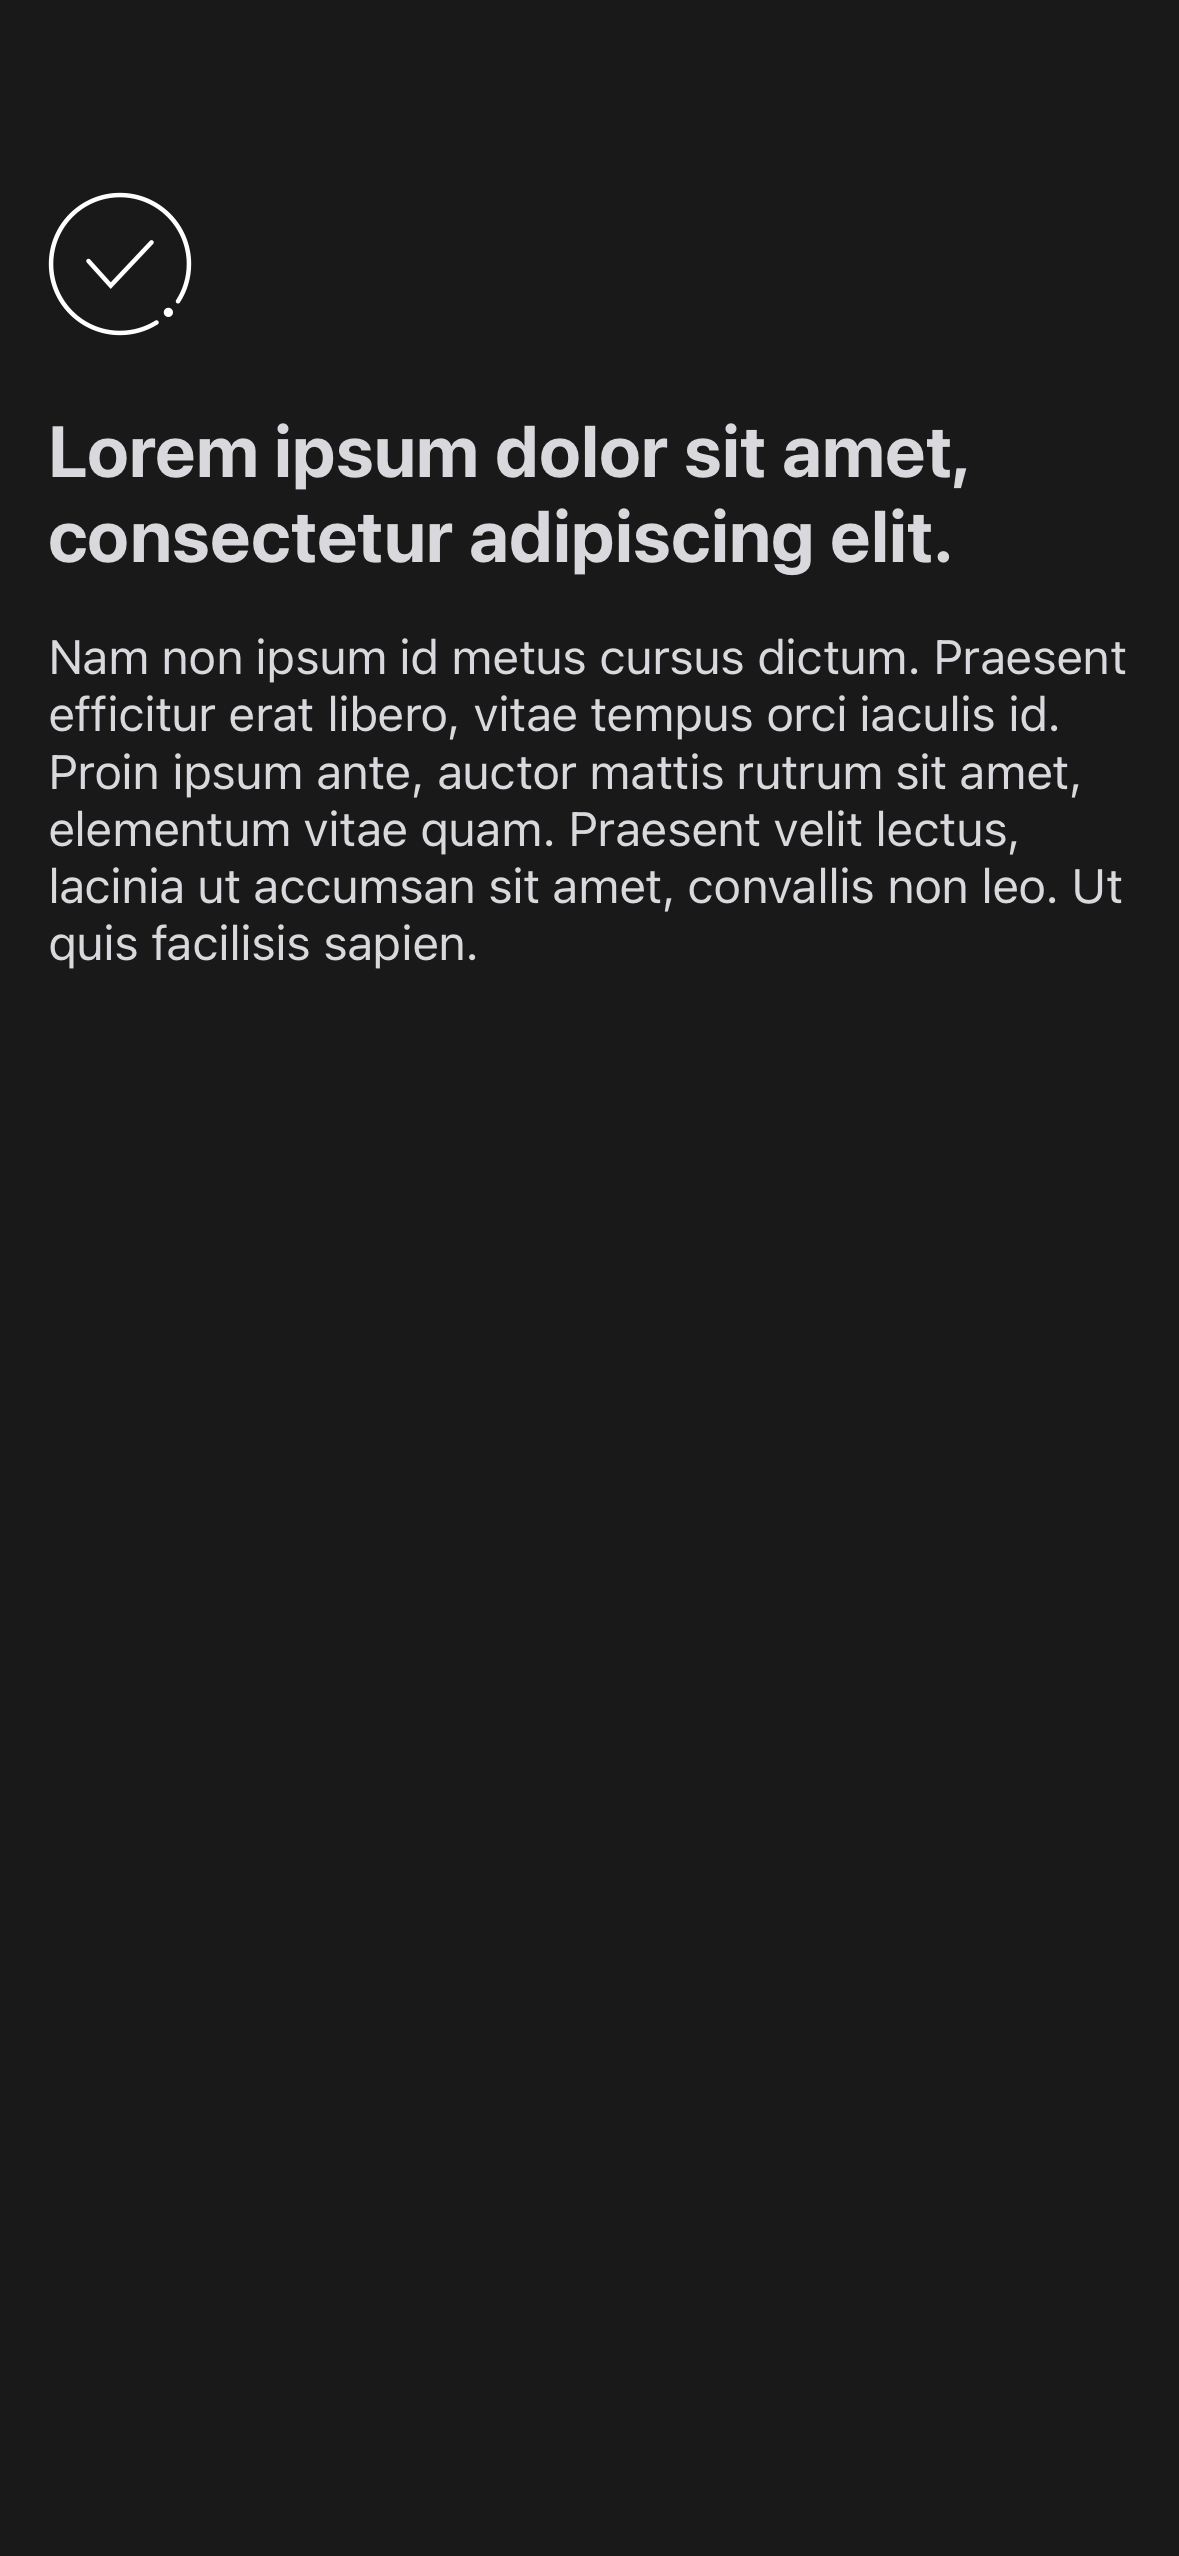 Lorem ipsum dolor sit amet,
consectetur adipiscing elit.
Nam non ipsum id metus cursus dictum. Praesent
efficitur erat libero, vitae tempus orci iaculis id.
Proin ipsum ante, auctor mattis rutrum sit amet,
elementum vitae quam. Praesent velit lectus,
lacinia ut accumsan sit amet, convallis non leo. Ut
quis facilisis sapien.